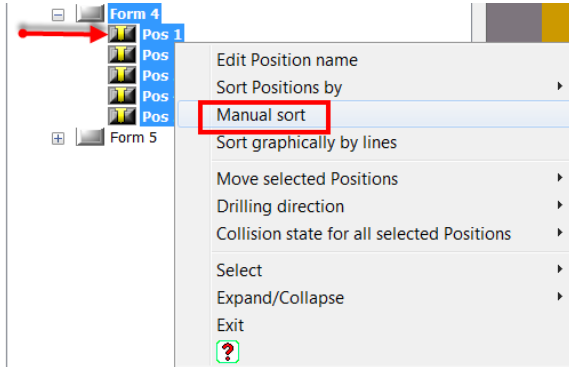 Form 4
Pos 1
Pos
Pos
Pos
Pos
Form 5
Edit Position name
Sort Positions by
Manual sort
Sort graphically by lines
Move selected Positions
Drilling direction
Collision state for all selected Positions
Select
Expand/Collapse
Exit
?